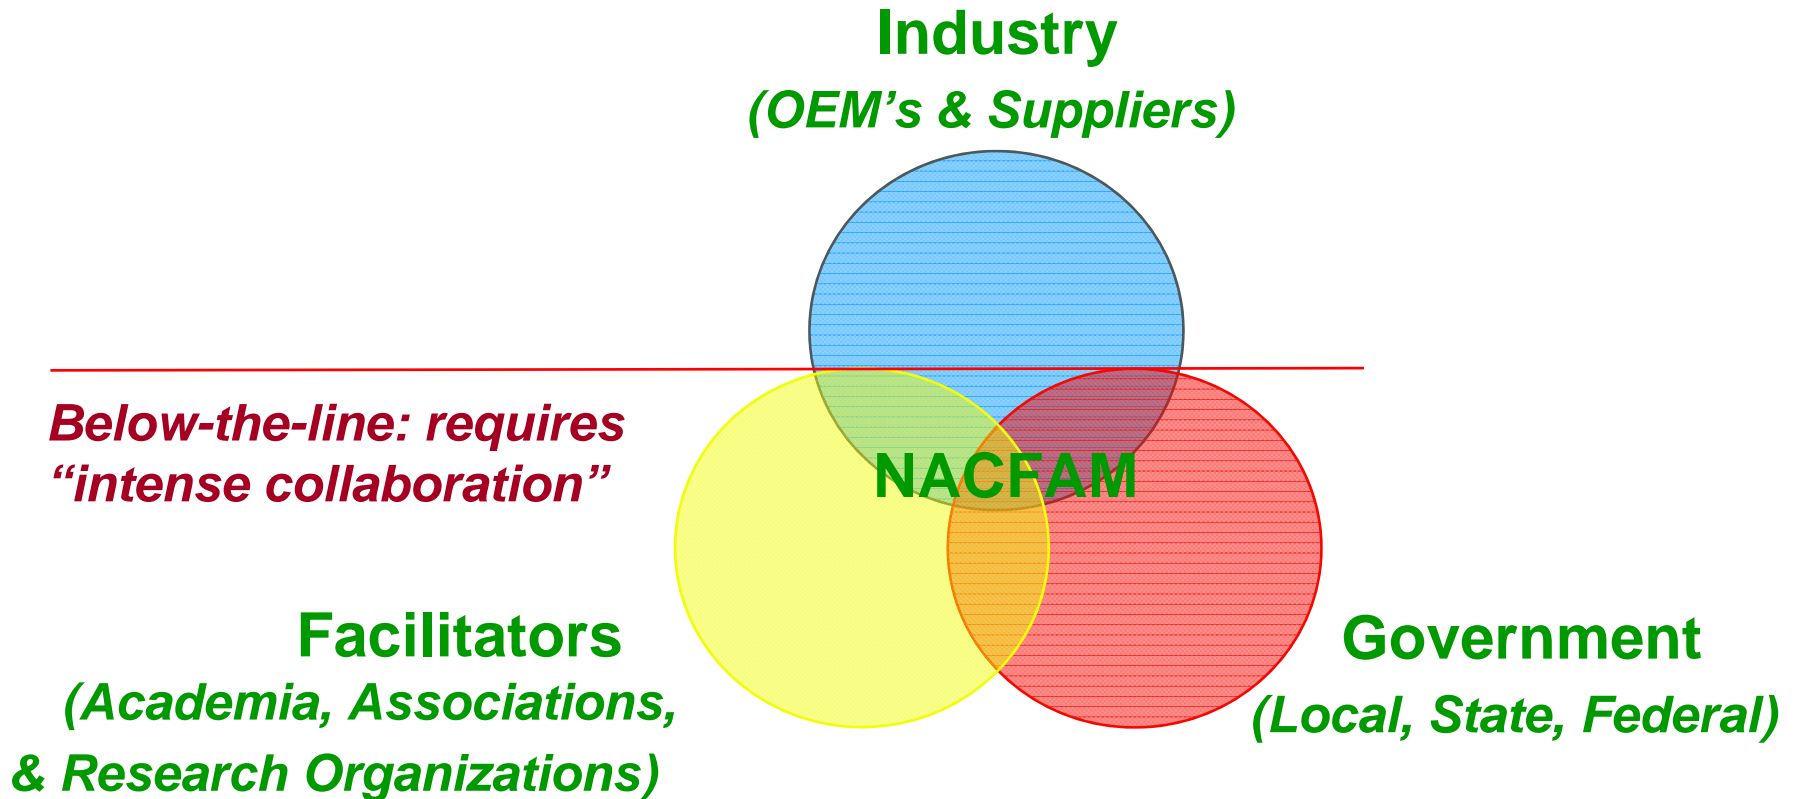 Industry
(OEM’s & Suppliers)
Below-the-line: requires
“intense collaboration”
NACFAM
Facilitators
(Academia, Associations,
& Research Organizations)
Government
(Local, State, Federal)